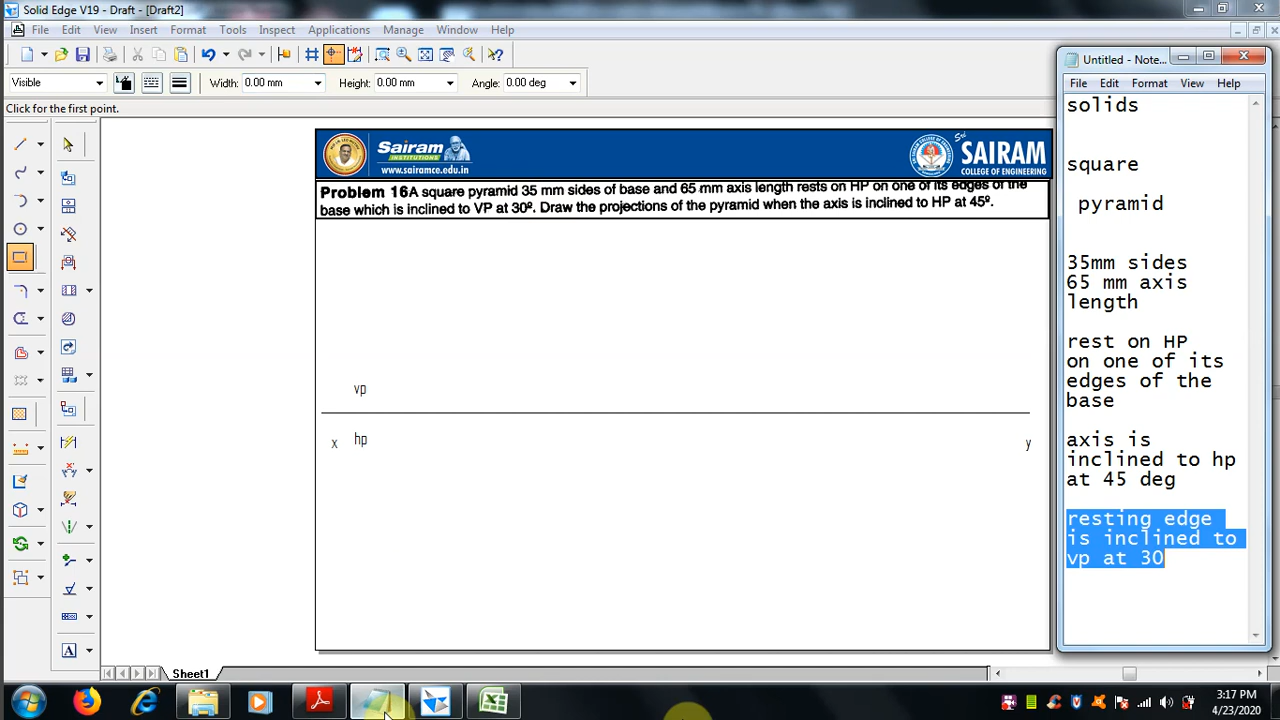 Solid Edge V19 - Draft - [Draft2]
File Edit View Insert Format Tools Inspect Applications Manage Window Help
Visible Width: 0.00 mm Height: 0.00 mm Angle: 0.00 deg
Click for the first point.
Sairam
INSTITUTIONS
www.sairamce.edu.in
Sri
SAIRAM
COLLEGE OF ENGINEERING
Problem 16A square pyramid 35 mm sides of base and 65 mm axis length rests on HP on one of its edges of the
base which is inclined to VP at 30º. Draw the projections of the pyramid when the axis is inclined to HP at 45º.
vp
x hp y
Sheet1
Untitled - Note...
File Edit Format View Help
solids
square
pyramid
35mm sides
65 mm axis
length
rest on HP
on one of its
edges of the
base
axis is
inclined to hp
at 45 deg
resting edge
is inclined to
vp at 30
3:17 PM
4/23/2020